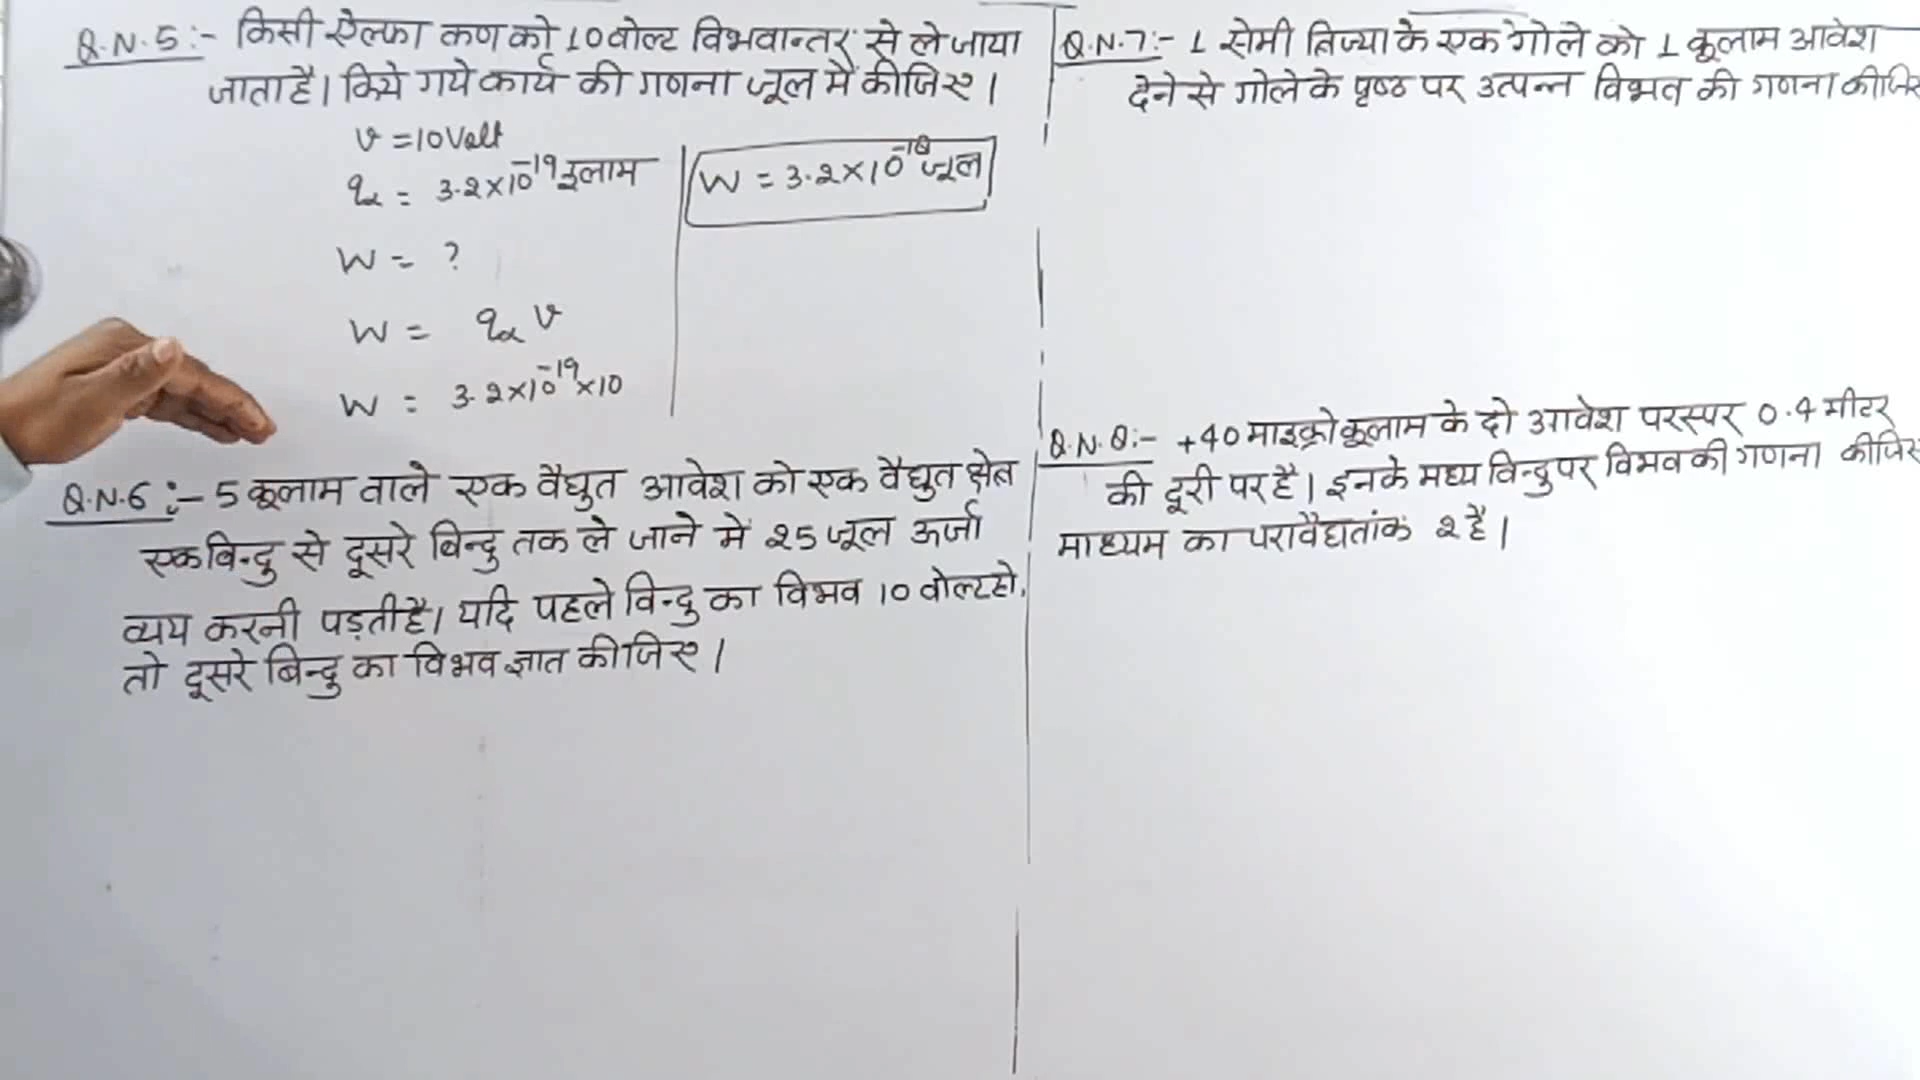 Q.N.5:- किसी ऐल्फा कण को 10 वोल्ट विभवान्तर से ले जाया
जाता है। किये गये कार्य की गणना जूल में कीजिए।
v = 10 Volt
qα = 3.2×10⁻¹⁹ कूलाम
W = ?
W = qα v
W = 3.2×10⁻¹⁹×10
W = 3.2×10⁻¹⁸ जूल
Q.N.6:- 5 कूलाम वाले एक वैद्युत आवेश को एक वैद्युत क्षेत्र
एक बिन्दु से दूसरे बिन्दु तक ले जाने में 25 जूल ऊर्जा
व्यय करनी पड़ती है। यदि पहले विन्दु का विभव 10 वोल्ट हो,
तो दूसरे बिन्दु का विभव ज्ञात कीजिए।
Q.N.7:- 1 सेमी त्रिज्या के एक गोले को 1 कूलाम आवेश
देने से गोले के पृष्ठ पर उत्पन्न विभव की गणना
Q.N.8:- +40 माइक्रो कूलाम के दो आवेश परस्पर 0.4 मीटर
की दूरी पर है। इनके मध्य विन्दु पर विभव की गणना
माध्यम का परावैद्यतांक 2 है।